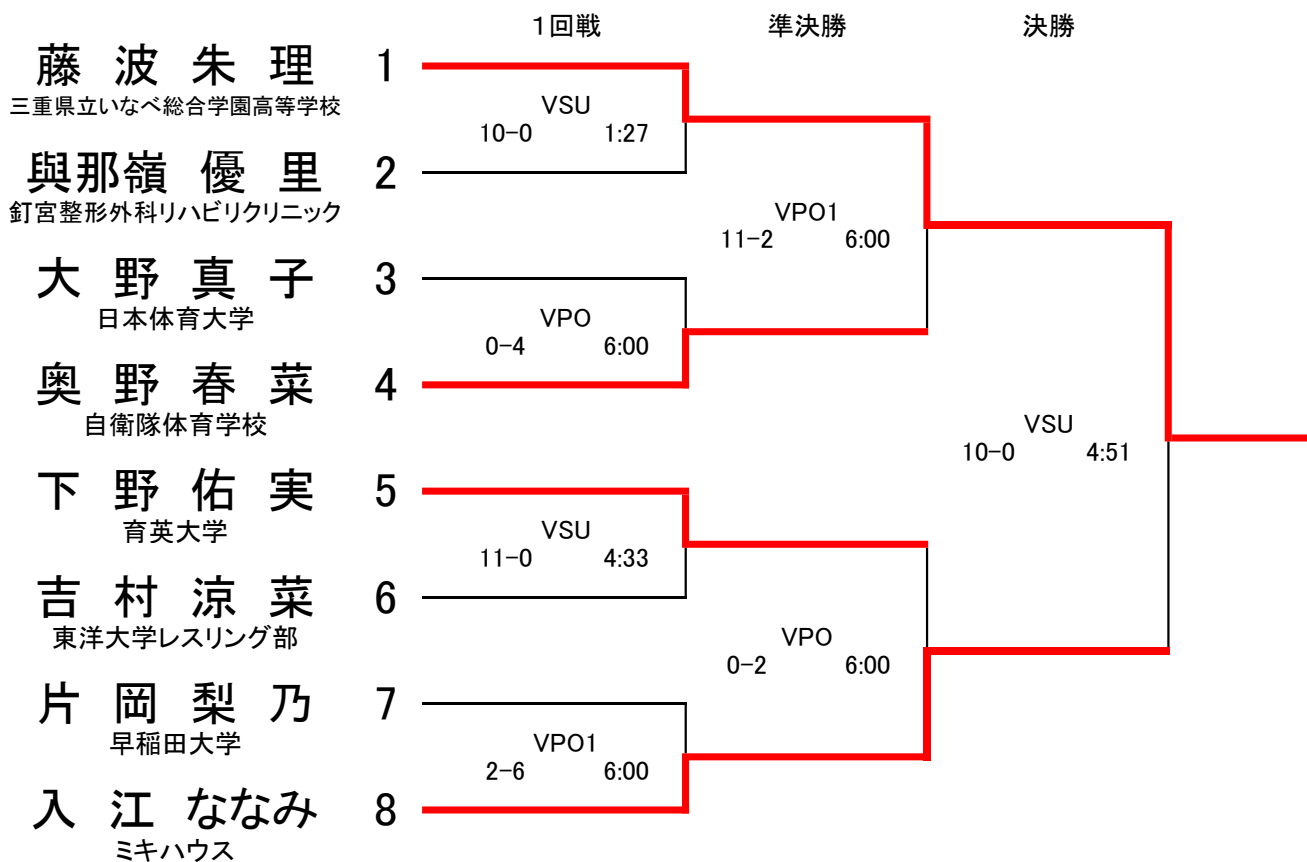 1回戦 準決勝 決勝
藤波朱理 1
三重県立いなべ総合学園高等学校
VSU
10-0 1:27
與那嶺優里 2
釘宮整形外科リハビリクリニック
VPO1
11-2 6:00
大野真子 3
日本体育大学
VPO
0-4 6:00
奥野春菜 4
自衛隊体育学校
VSU
10-0 4:51
下野佑実 5
育英大学
VSU
11-0 4:33
吉村涼菜 6
東洋大学レスリング部
VPO
0-2 6:00
片岡梨乃 7
早稲田大学
VPO1
2-6 6:00
入江ななみ 8
ミキハウス